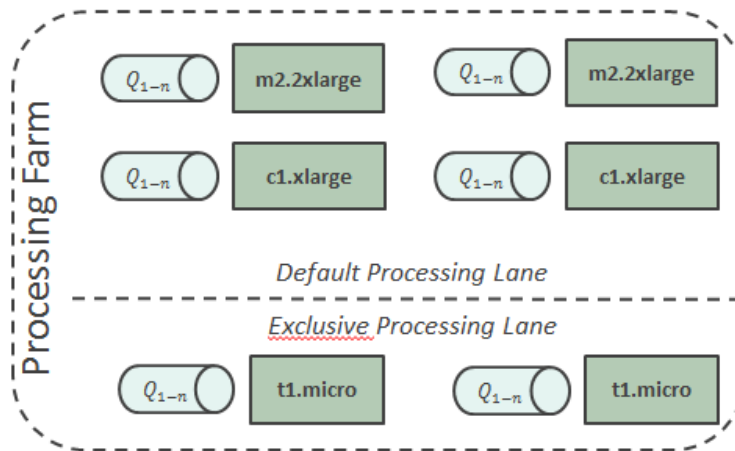 Processing Farm
Q1−n m2.2xlarge Q1−n m2.2xlarge
Q1−n c1.xlarge Q1−n c1.xlarge
Default Processing Lane
Exclusive Processing Lane
Q1−n t1.micro Q1−n t1.micro